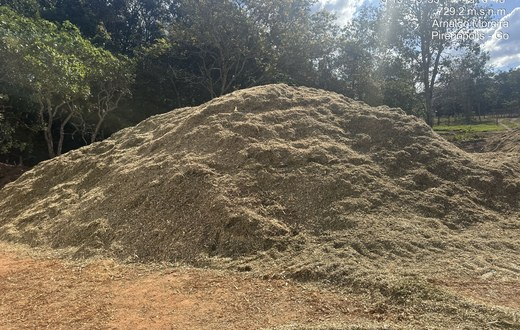 729.2 m.s.n.m
Arnaldo Moreira
Pirenópolis - Go